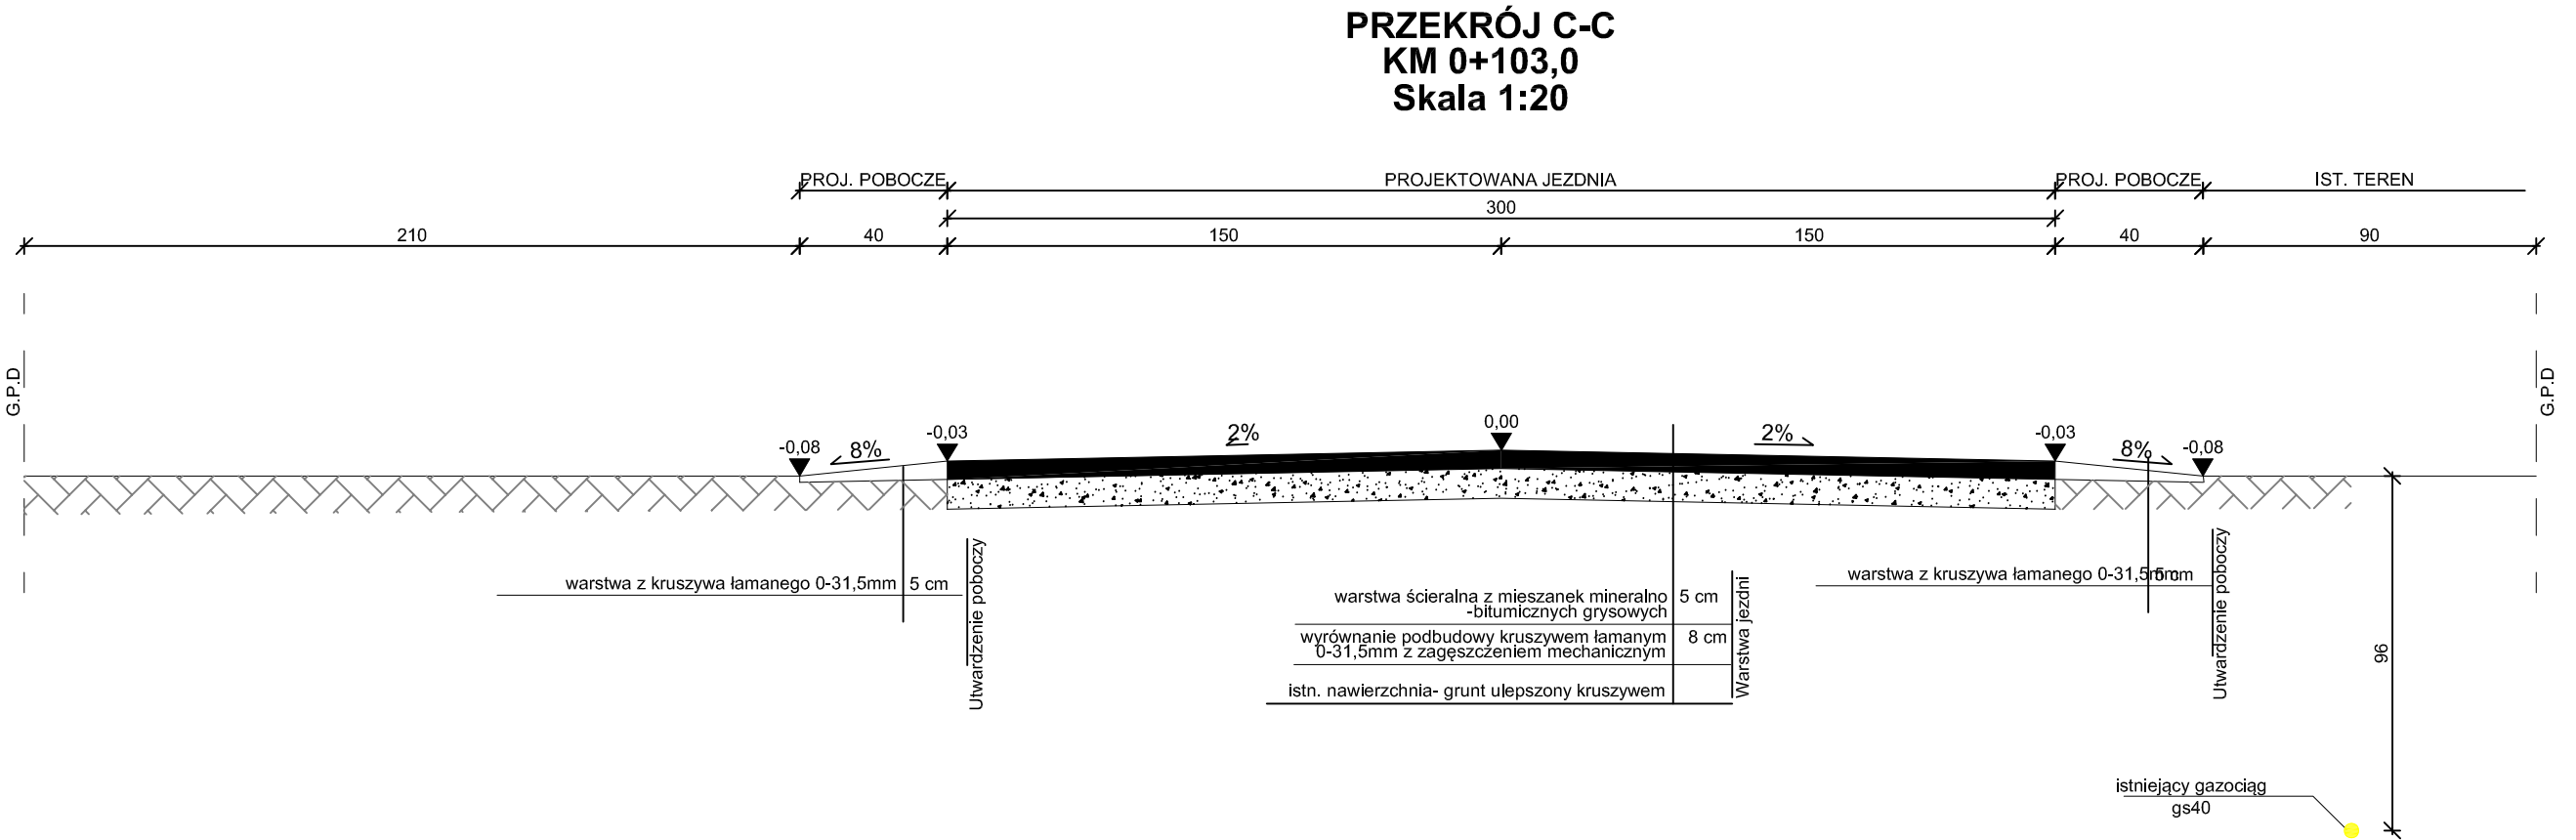 PRZEKRÓJ C-C
KM 0+103,0
Skala 1:20
PROJ. POBOCZE
PROJEKTOWANA JEZDNIA
PROJ. POBOCZE
IST. TEREN
300
210
40
150
150
40
90
G.P.D
G.P.D
-0,08
8%
-0,03
2%
0,00
2%
-0,03
8%
-0,08
warstwa z kruszywa łamanego 0-31,5mm
5 cm
Utwardzenie poboczy
warstwa ścieralna z mieszanek mineralno
-bitumicznych grysowych
5 cm
wyrównanie podbudowy kruszywem łamanym
0-31,5mm z zagęszczeniem mechanicznym
8 cm
istn. nawierzchnia- grunt ulepszony kruszywem
Warstwa jezdni
warstwa z kruszywa łamanego 0-31,5mm
5 cm
Utwardzenie poboczy
96
istniejący gazociąg
gs40